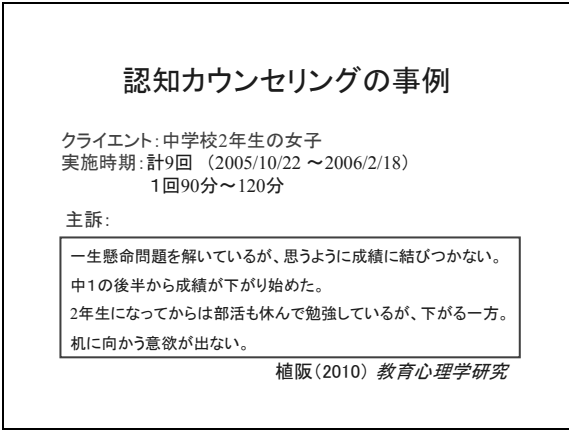 認知カウンセリングの事例
クライエント：中学校2年生の女子
実施時期：計9回 （2005/10/22 ～2006/2/18）
１回90分～120分
主訴：
一生懸命問題を解いているが、思うように成績に結びつかない。
中１の後半から成績が下がり始めた。
2年生になってからは部活も休んで勉強しているが、下がる一方。
机に向かう意欲が出ない。
植阪（2010） 教育心理学研究